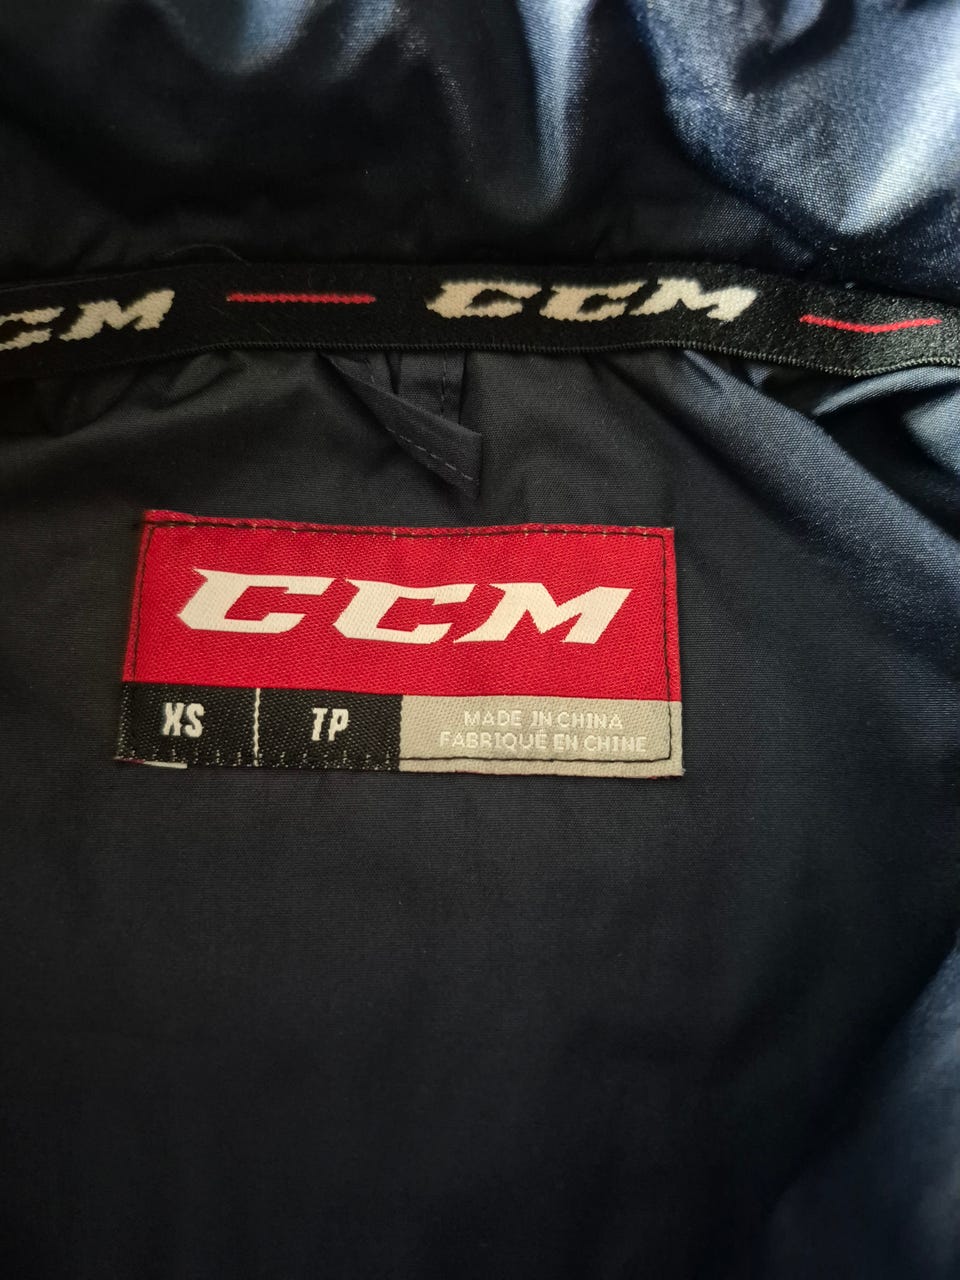 CCM CCM
CCM
XS TP MADE IN CHINA
FABRIQUÉ EN CHINE